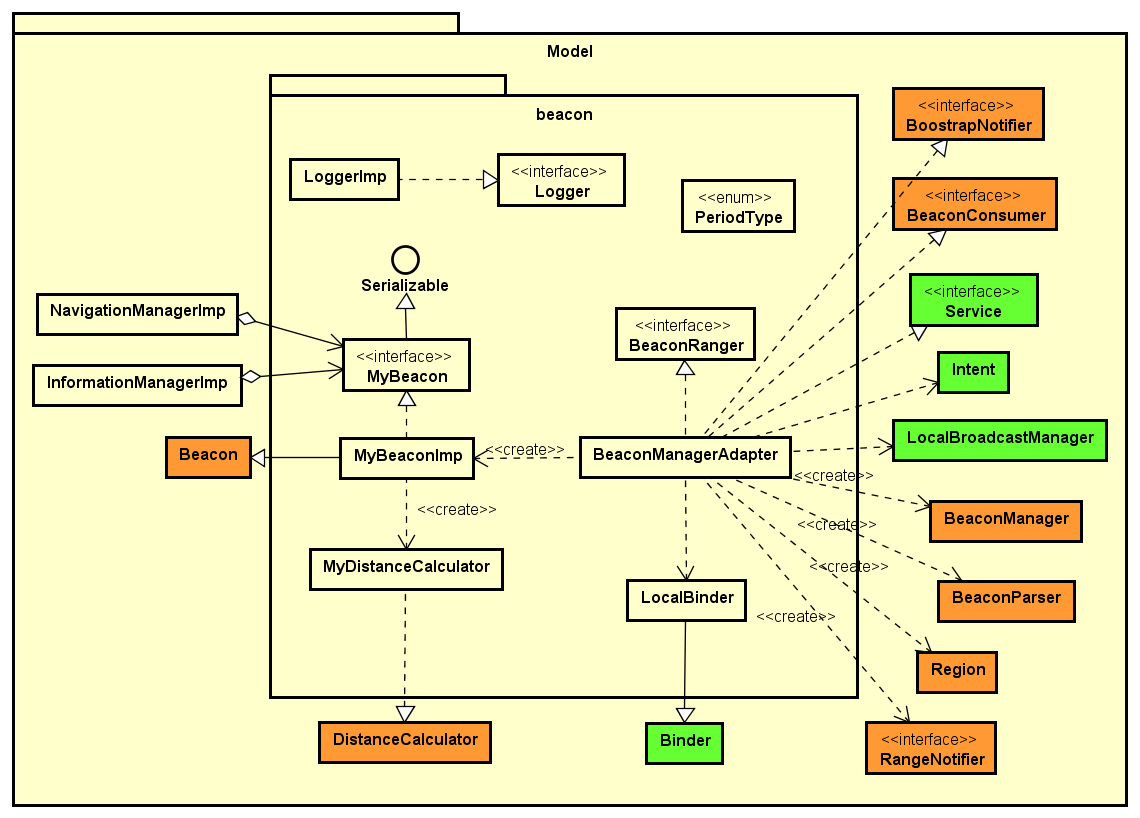 Model
beacon
<<interface>>
BoostrapNotifier
LoggerImp
<<interface>>
Logger
<<enum>>
PeriodType
<<interface>>
BeaconConsumer
Serializable
NavigationManagerImp
<<interface>>
Service
<<interface>>
BeaconRanger
<<interface>>
MyBeacon
InformationManagerImp
Intent
Beacon
MyBeaconImp
<<create>>
BeaconManagerAdapter
LocalBroadcastManager
<<create>>
<<create>>
BeaconManager
<<create>>
MyDistanceCalculator
<<create>>
LocalBinder
BeaconParser
<<create>>
Region
DistanceCalculator
Binder
<<interface>>
RangeNotifier